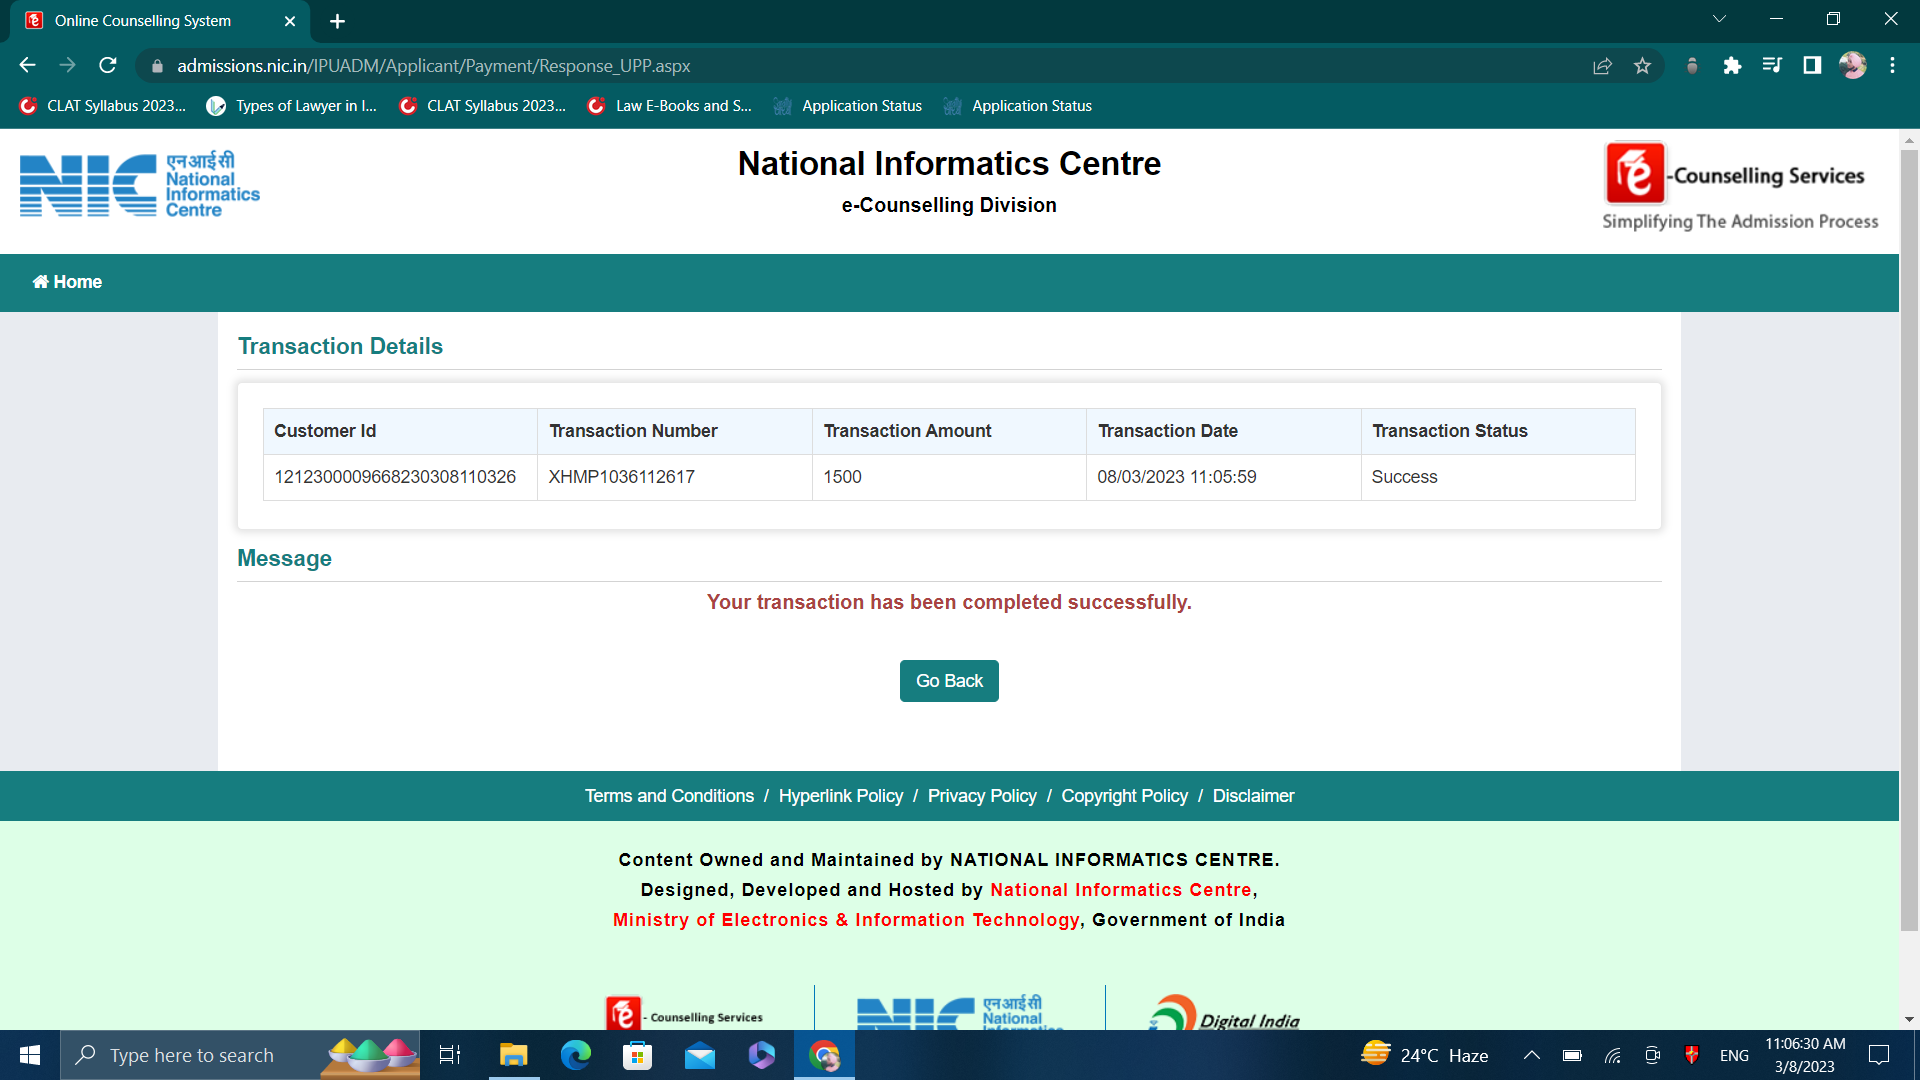 Online Counselling System
admissions.nic.in/IPUADM/Applicant/Payment/Response_UPP.aspx
CLAT Syllabus 2023... Types of Lawyer in I... CLAT Syllabus 2023... Law E-Books and S... Application Status Application Status
एनआईसी
NIC National
Informatics
Centre
National Informatics Centre
e-Counselling Division
e-Counselling Services
Simplifying The Admission Process
Home
Transaction Details
Customer Id Transaction Number Transaction Amount Transaction Date Transaction Status
1212300009668230308110326 XHMP1036112617 1500 08/03/2023 11:05:59 Success
Message
Your transaction has been completed successfully.
Go Back
Terms and Conditions / Hyperlink Policy / Privacy Policy / Copyright Policy / Disclaimer
Content Owned and Maintained by NATIONAL INFORMATICS CENTRE.
Designed, Developed and Hosted by National Informatics Centre,
Ministry of Electronics & Information Technology, Government of India
e - Counselling Services
NIC एनआईसी
National
Informatics
Digital India
Type here to search
24°C Haze
ENG
11:06:30 AM
3/8/2023